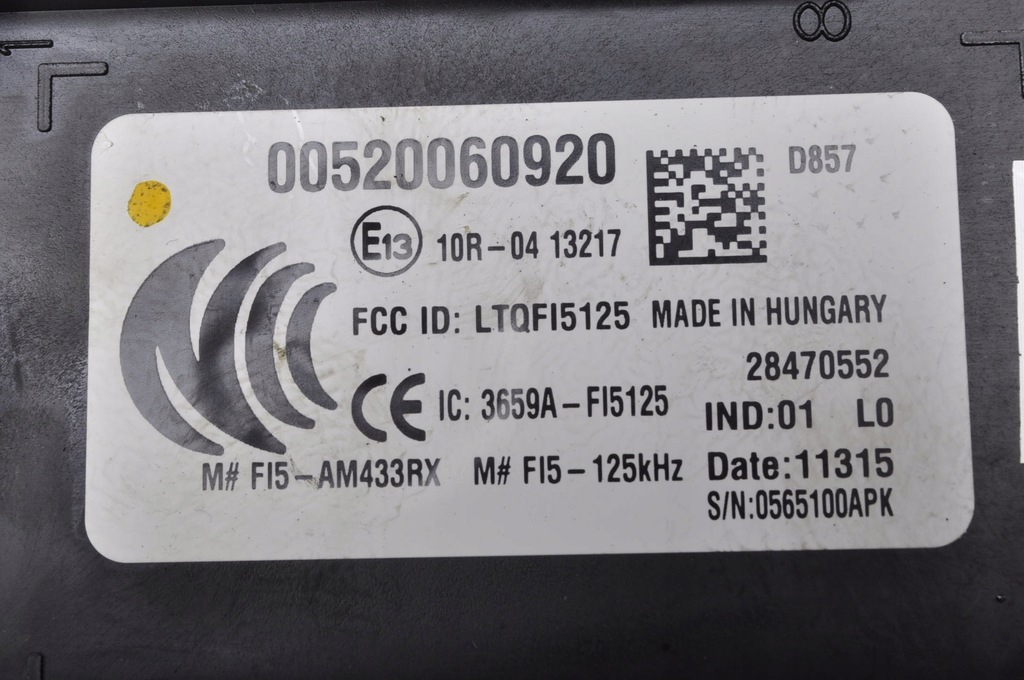 8
00520060920
D857
E13 10R-04 13217
FCC ID: LTQFI5125 MADE IN HUNGARY
28470552
CE IC: 3659A-FI5125
IND:01 L0
M# FI5-AM433RX M# FI5-125kHz Date:11315
S/N:0565100APK